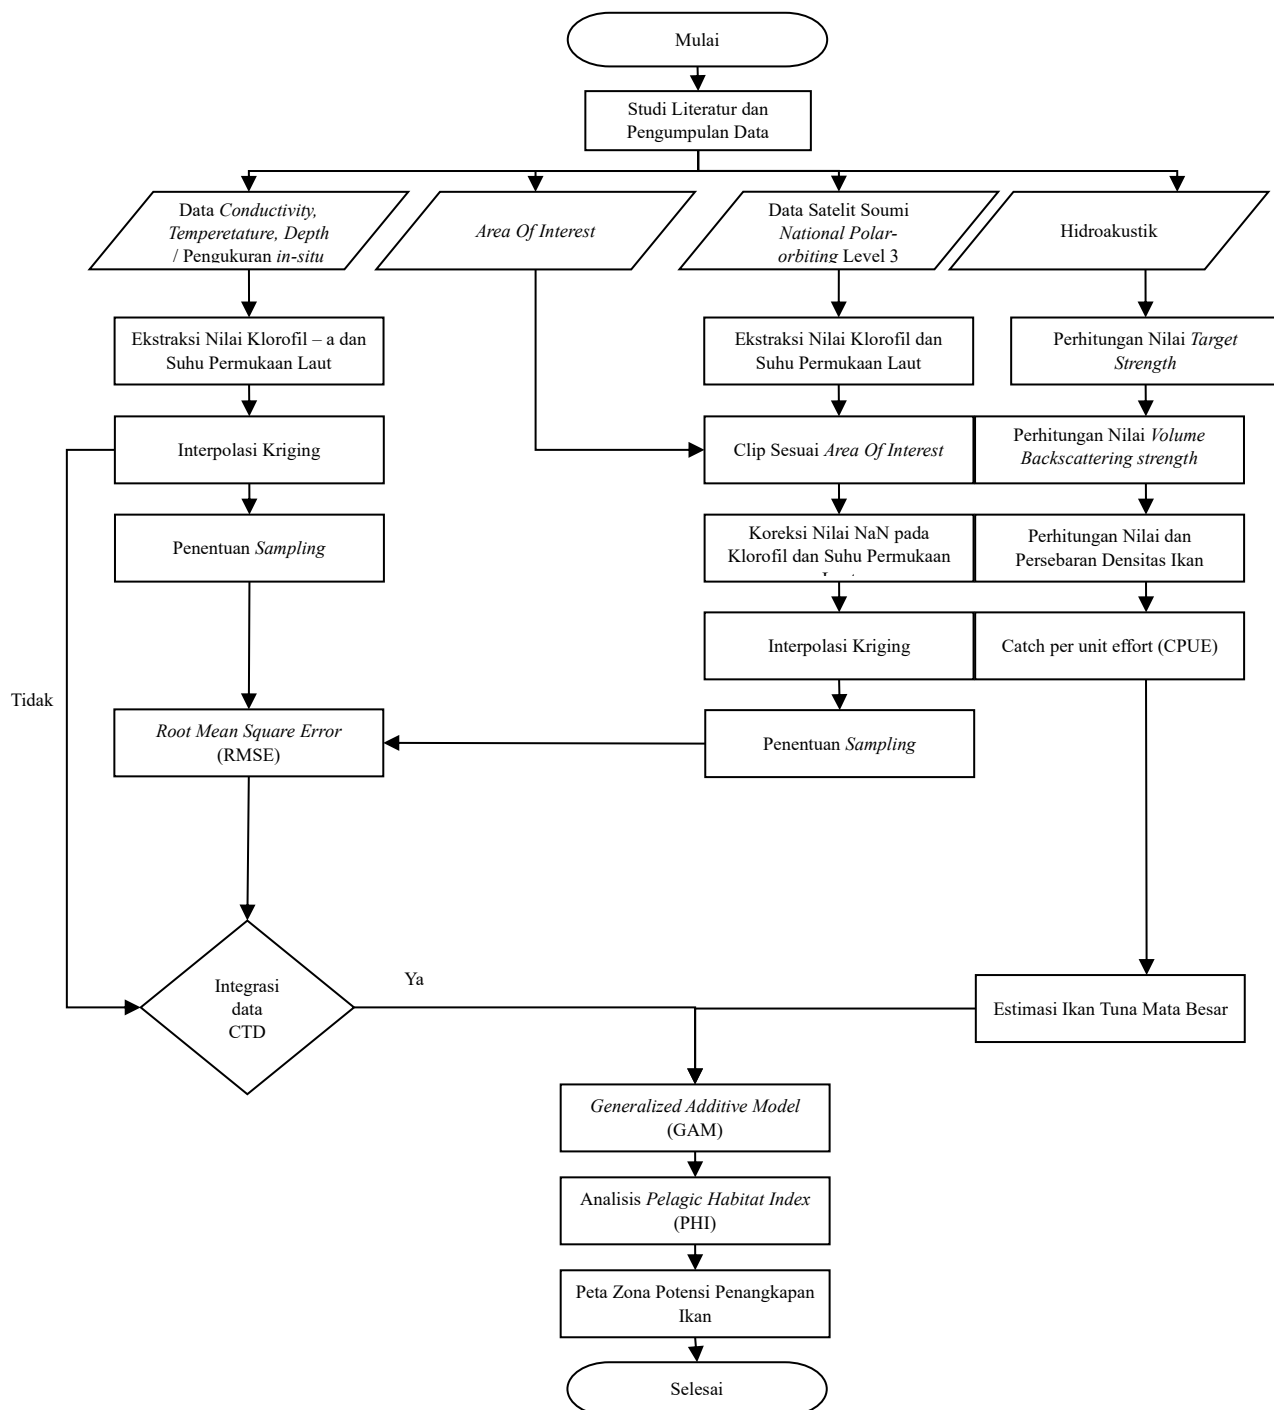 Mulai
Studi Literatur dan
Pengumpulan Data
Data Conductivity,
Temperetature, Depth
/ Pengukuran in-situ
Area Of Interest
Data Satelit Soumi
National Polar-
orbiting Level 3
Hidroakustik
Ekstraksi Nilai Klorofil – a dan
Suhu Permukaan Laut
Ekstraksi Nilai Klorofil dan
Suhu Permukaan Laut
Perhitungan Nilai Target
Strength
Interpolasi Kriging
Clip Sesuai Area Of Interest
Perhitungan Nilai Volume
Backscattering strength
Penentuan Sampling
Koreksi Nilai NaN pada
Klorofil dan Suhu Permukaan
Perhitungan Nilai dan
Persebaran Densitas Ikan
Interpolasi Kriging
Catch per unit effort (CPUE)
Tidak
Root Mean Square Error
(RMSE)
Penentuan Sampling
Integrasi
data
CTD
Ya
Estimasi Ikan Tuna Mata Besar
Generalized Additive Model
(GAM)
Analisis Pelagic Habitat Index
(PHI)
Peta Zona Potensi Penangkapan
Ikan
Selesai